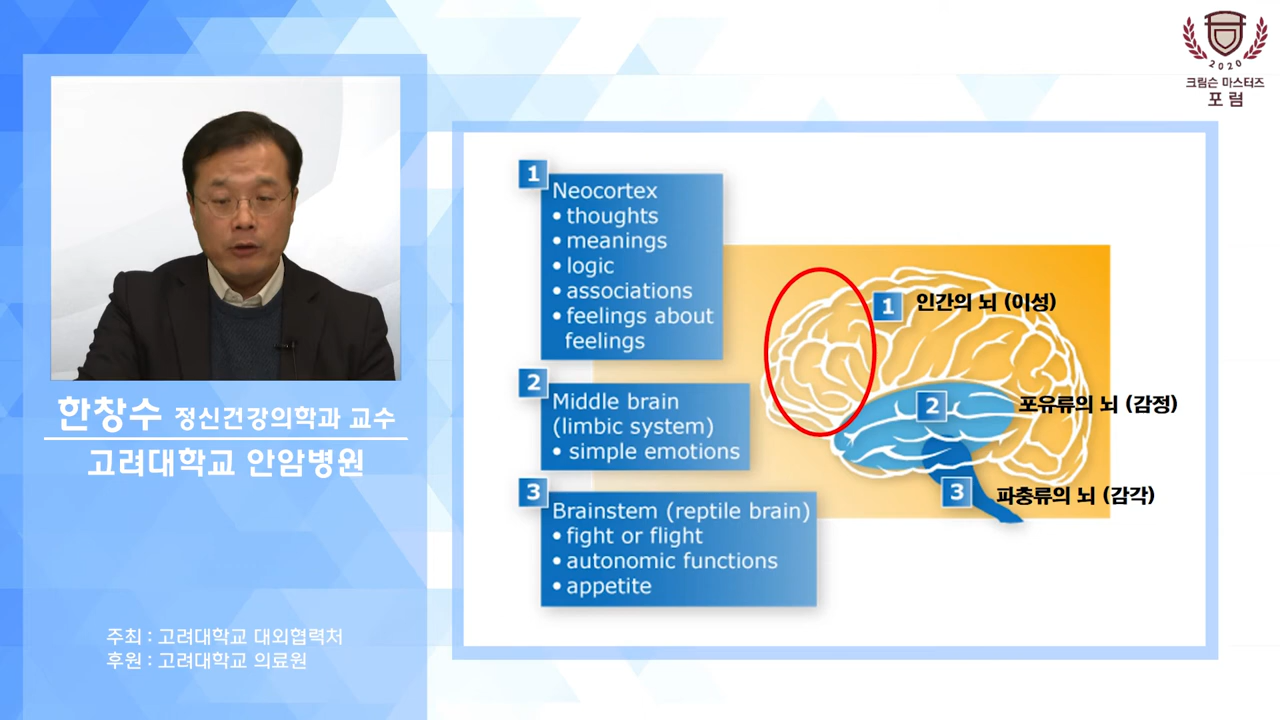 2020
크림슨 마스터즈
포 럼
한창수 정신건강의학과 교수
고려대학교 안암병원
주최 : 고려대학교 대외협력처
후원 : 고려대학교 의료원
1
Neocortex
• thoughts
• meanings
• logic
• associations
• feelings about
feelings
2
Middle brain
(limbic system)
• simple emotions
3
Brainstem (reptile brain)
• fight or flight
• autonomic functions
• appetite
1 인간의 뇌 (이성)
2 포유류의 뇌 (감정)
3 파충류의 뇌 (감각)